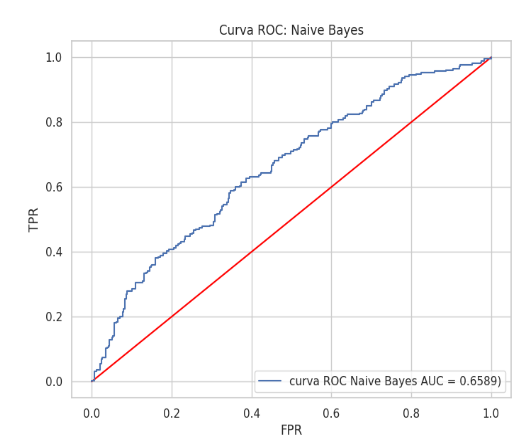 Curva ROC: Naive Bayes
1.0
0.8
0.6
0.4
0.2
0.0
TPR
curva ROC Naive Bayes AUC = 0.6589)
0.0 0.2 0.4 0.6 0.8 1.0
FPR